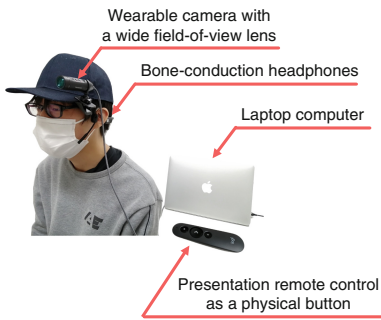 Wearable camera with
a wide field-of-view lens
Bone-conduction headphones
Laptop computer
Presentation remote control
as a physical button